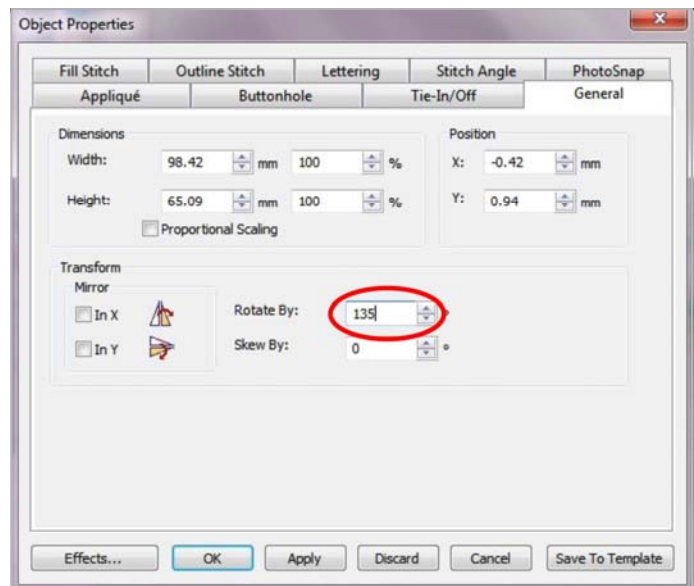 Object Properties
x
Fill Stitch Outline Stitch Lettering Stitch Angle PhotoSnap
Appliqué Buttonhole Tie-In/Off General
Dimensions Position
Width: 98.42 mm 100 % X: -0.42 mm
Height: 65.09 mm 100 % Y: 0.94 mm
Proportional Scaling
Transform
Mirror
In X Rotate By: 135 °
In Y Skew By: 0 °
Effects... OK Apply Discard Cancel Save To Template